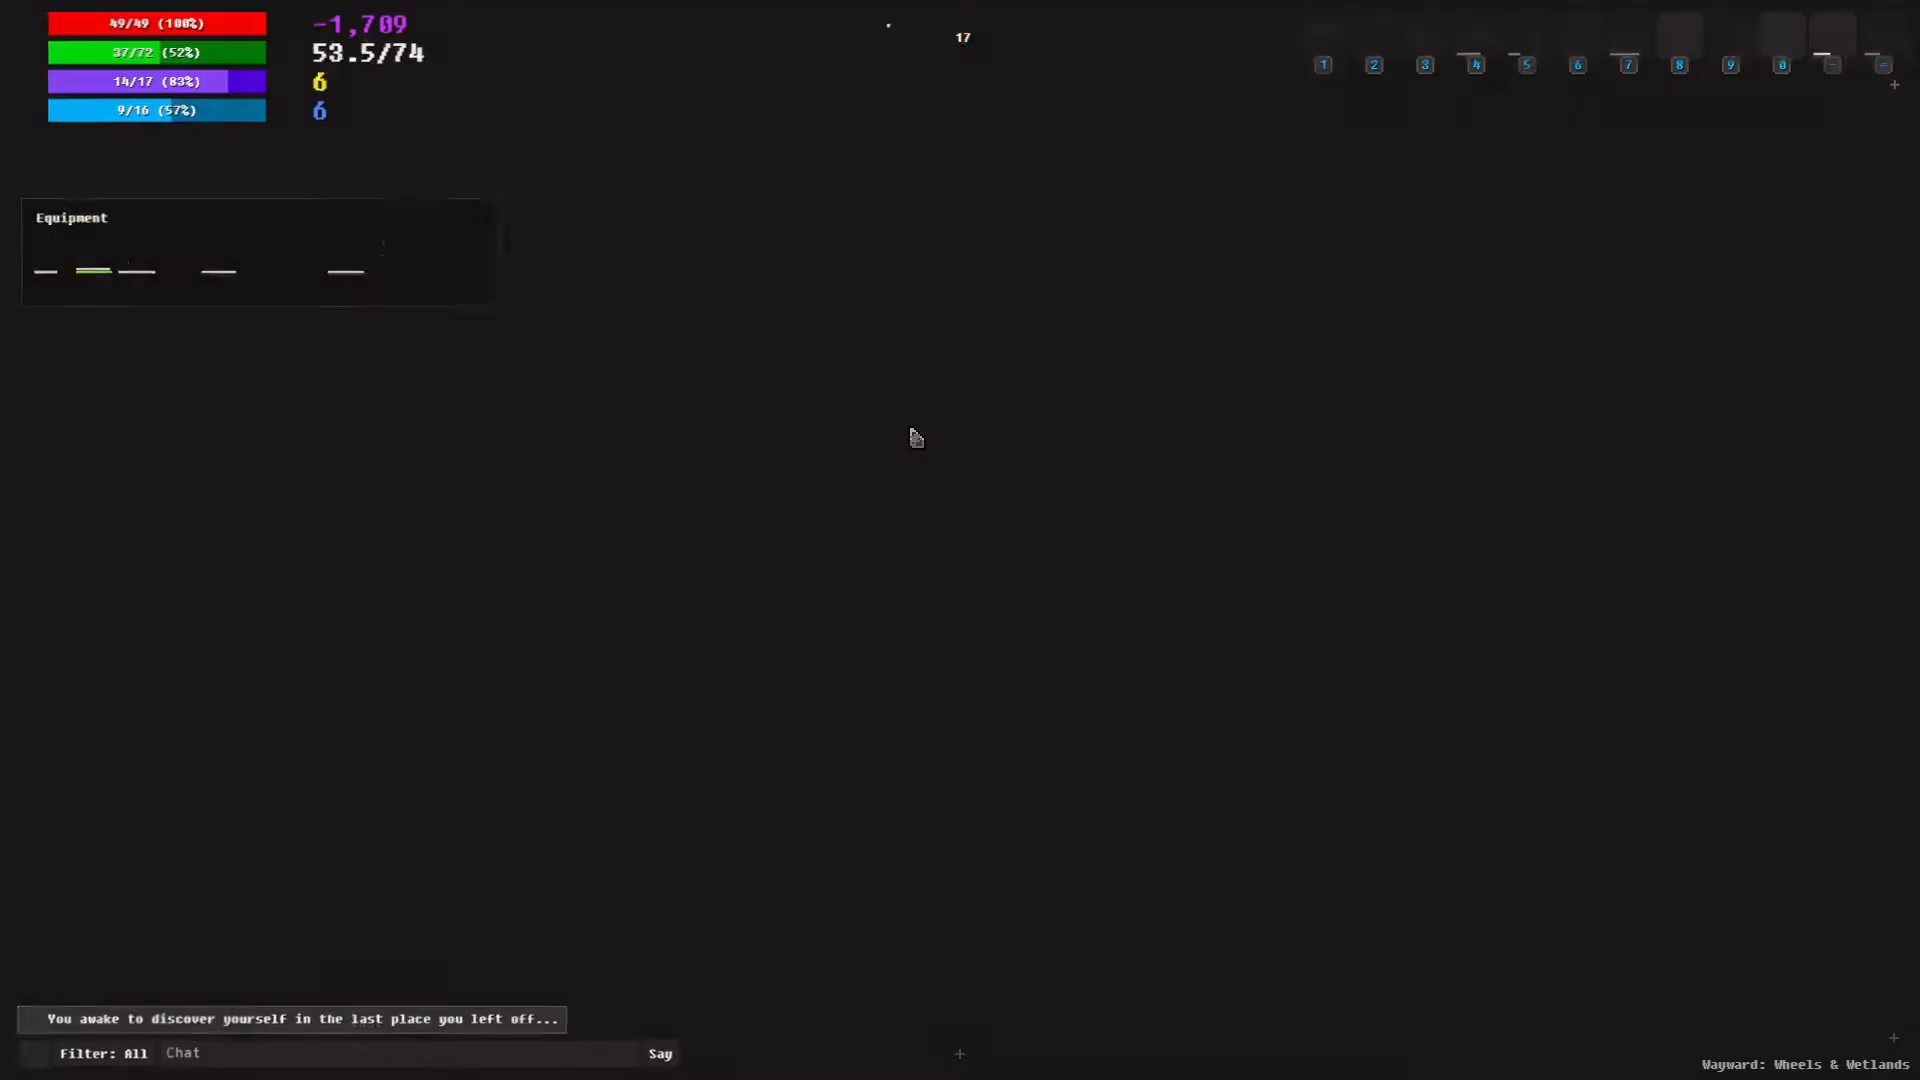 49/49 (100%)
-1,709
37/72 (52%)
53.5/74
14/17 (83%)
6
9/16 (57%)
6
17
1 2 3 4 5 6 7 8 9 0 - =
+
Equipment
You awake to discover yourself in the last place you left off...
Filter: All
Chat
Say
+
+
Wayward: Wheels & Wetlands